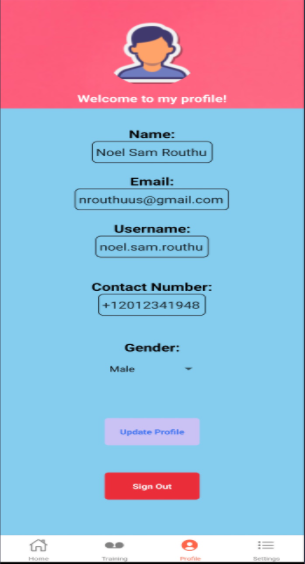 Welcome to my profile!
Name:
Noel Sam Routhu
Email:
nrouthuus@gmail.com
Username:
noel.sam.routhu
Contact Number:
+12012341948
Gender:
Male
Update Profile
Sign Out
Home Training Profile Settings